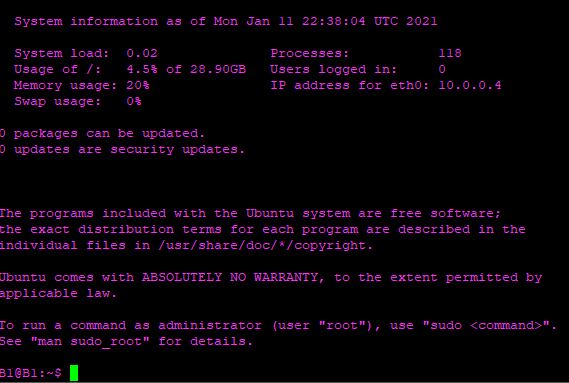 System information as of Mon Jan 11 22:38:04 UTC 2021
System load: 0.02 Processes: 118
Usage of /: 4.5% of 28.90GB Users logged in: 0
Memory usage: 20% IP address for eth0: 10.0.0.4
Swap usage: 0%
0 packages can be updated.
0 updates are security updates.
The programs included with the Ubuntu system are free software;
the exact distribution terms for each program are described in the
individual files in /usr/share/doc/*/copyright.
Ubuntu comes with ABSOLUTELY NO WARRANTY, to the extent permitted by
applicable law.
To run a command as administrator (user "root"), use "sudo <command>".
See "man sudo_root" for details.
B1@B1:~$